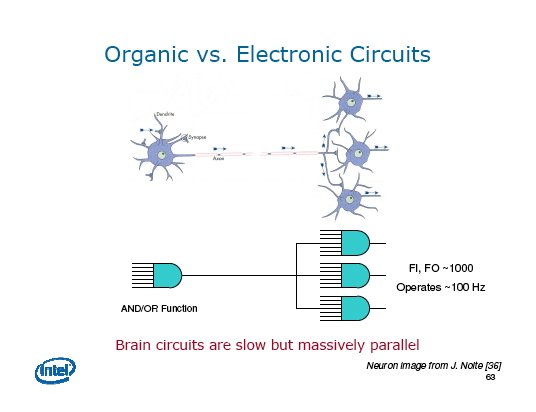 Organic vs. Electronic Circuits
Dendrite
Synapse
Axon
FI, FO ~1000
Operates ~100 Hz
AND/OR Function
Brain circuits are slow but massively parallel
Neuron image from J. Nolte [36]
intel
63